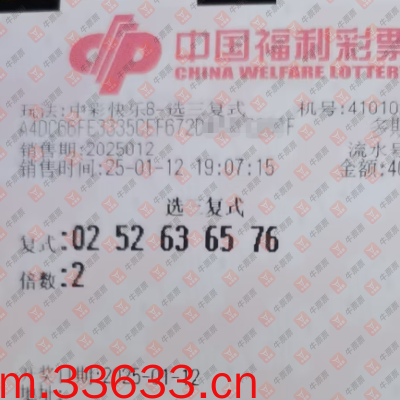 中国福利彩票
CHINA WELFARE LOTTER
玩法:中彩快乐8-选三复式 机号:41010
销售期:2025012 流水号
销售时间:25-01-12 19:07:15 金额:4
选三复式
复式:02 52 63 65 76
倍数:2
m.33633.cn